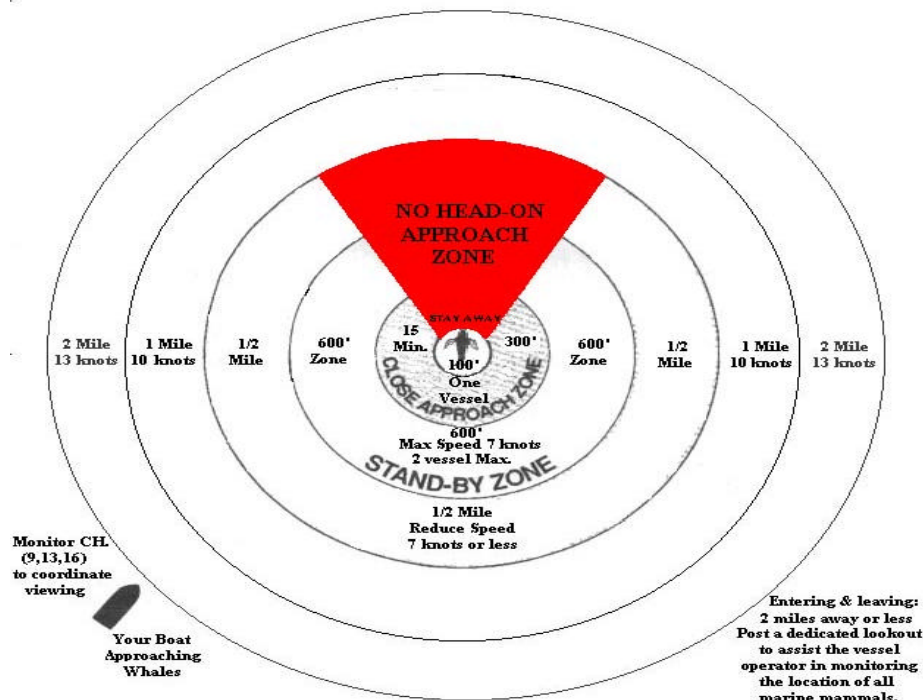 NO HEAD-ON
APPROACH
ZONE
STAY AWAY
2 Mile
13 knots
1 Mile
10 knots
1/2
Mile
600'
Zone
15
Min.
300'
600'
Zone
1/2
Mile
1 Mile
10 knots
2 Mile
13 knots
100'
One
Vessel
CLOSE APPROACH ZONE
600'
Max Speed 7 knots
2 vessel Max.
STAND-BY ZONE
1/2 Mile
Reduce Speed
7 knots or less
Monitor CH.
(9,13,16)
to coordinate
viewing
Your Boat
Approaching
Whales
Entering & leaving:
2 miles away or less
Post a dedicated lookout
to assist the vessel
operator in monitoring
the location of all
marine mammals.